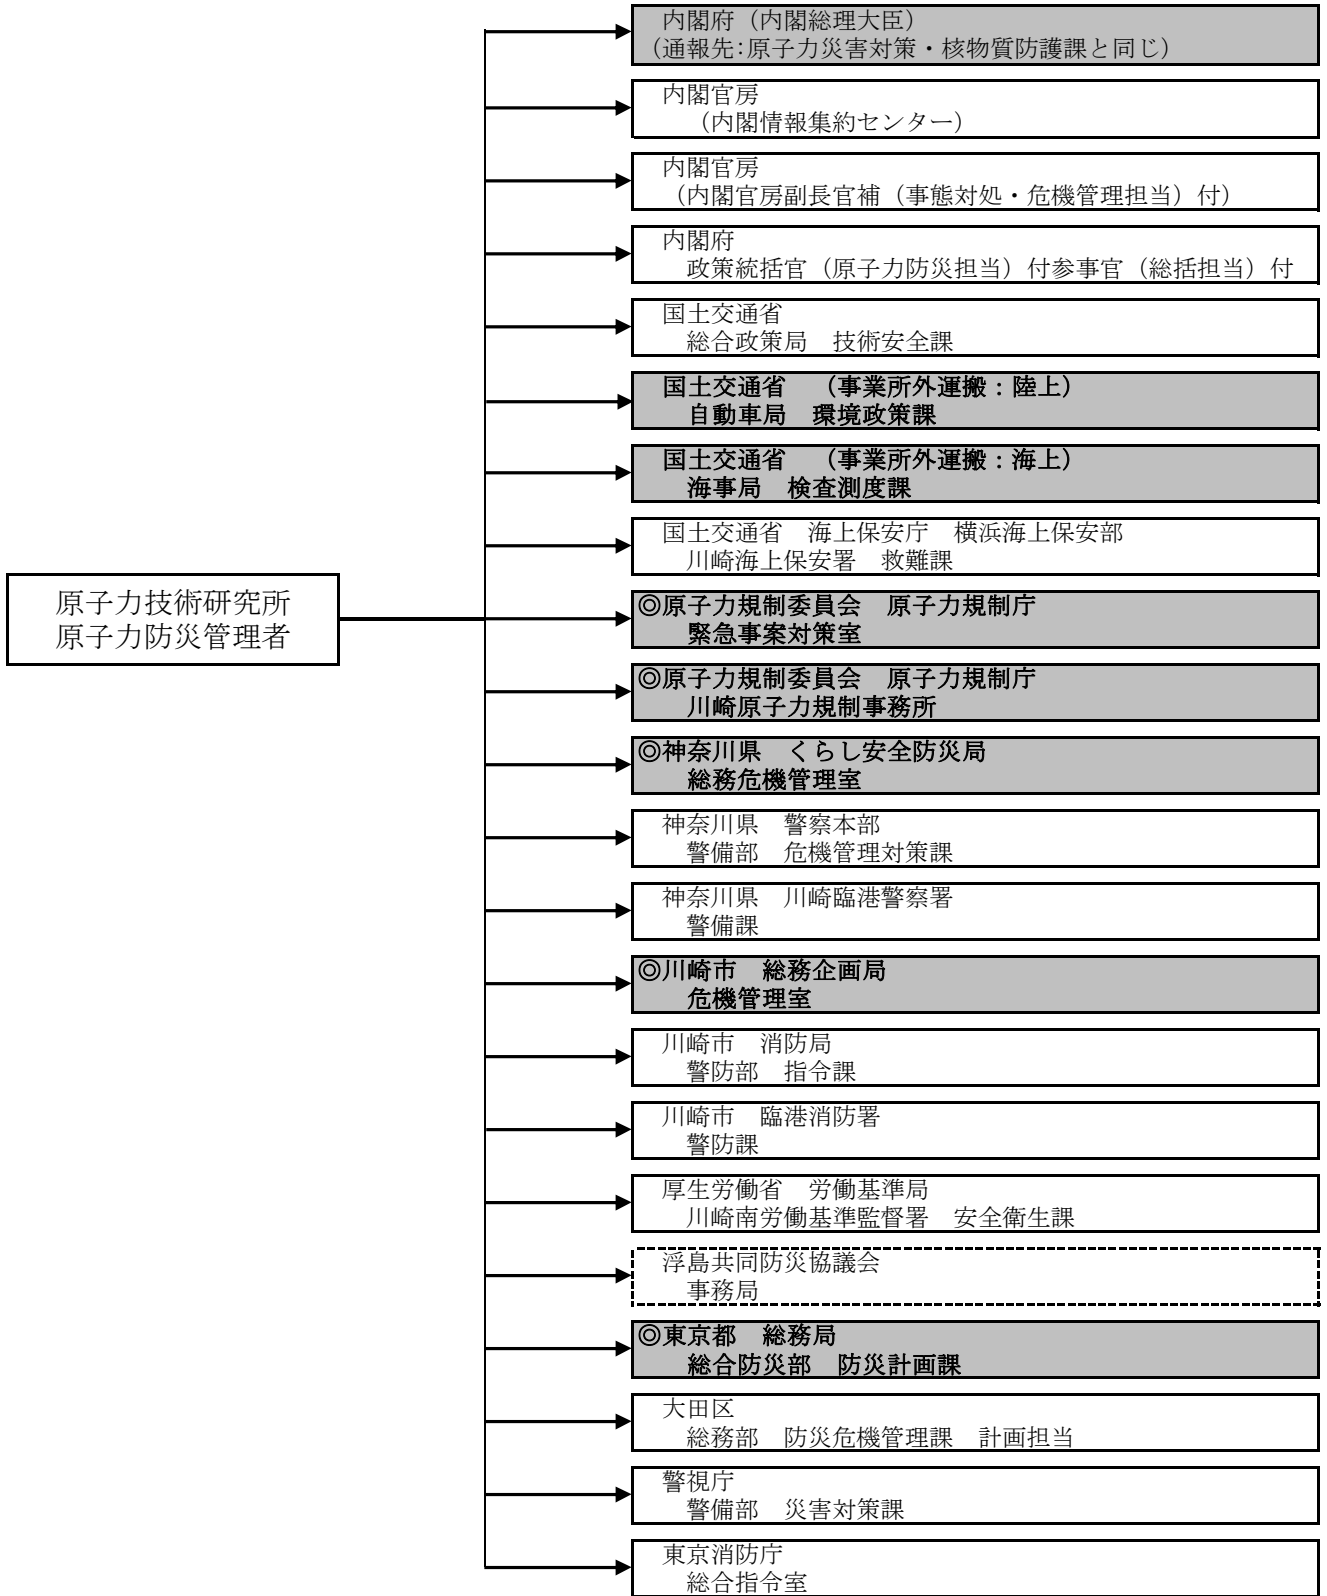 内閣府（内閣総理大臣）
（通報先:原子力災害対策・核物質防護課と同じ）
内閣官房
（内閣情報集約センター）
内閣官房
（内閣官房副長官補（事態対処・危機管理担当）付）
内閣府
政策統括官（原子力防災担当）付参事官（総括担当）付
国土交通省
総合政策局　技術安全課
国土交通省　（事業所外運搬：陸上）
自動車局　環境政策課
国土交通省　（事業所外運搬：海上）
海事局　検査測度課
国土交通省　海上保安庁　横浜海上保安部
川崎海上保安署　救難課
原子力技術研究所
原子力防災管理者
◎原子力規制委員会　原子力規制庁
緊急事案対策室
◎原子力規制委員会　原子力規制庁
川崎原子力規制事務所
◎神奈川県　くらし安全防災局
総務危機管理室
神奈川県　警察本部
警備部　危機管理対策課
神奈川県　川崎臨港警察署
警備課
◎川崎市　総務企画局
危機管理室
川崎市　消防局
警防部　指令課
川崎市　臨港消防署
警防課
厚生労働省　労働基準局
川崎南労働基準監督署　安全衛生課
浮島共同防災協議会
事務局
◎東京都　総務局
総合防災部　防災計画課
大田区
総務部　防災危機管理課　計画担当
警視庁
警備部　災害対策課
東京消防庁
総合指令室